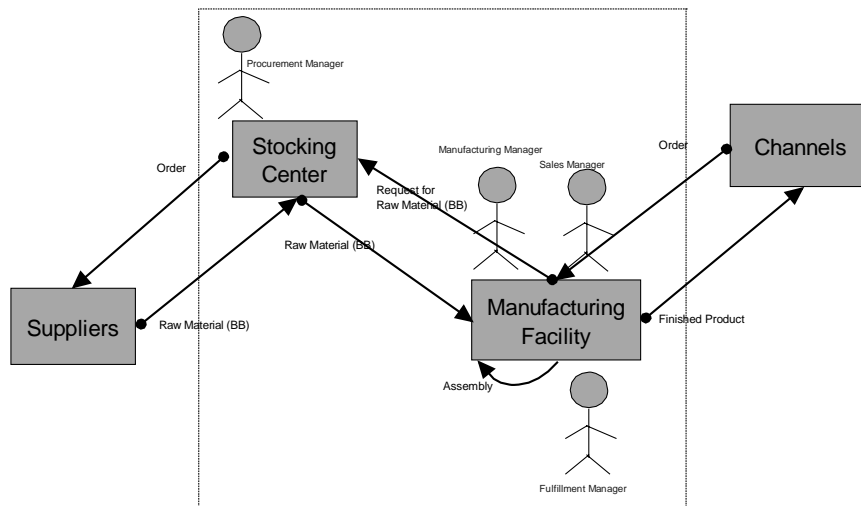 Procurement Manager
Stocking
Center
Order
Manufacturing Manager
Sales Manager
Order
Channels
Request for
Raw Material (BB)
Raw Material (BB)
Suppliers
Raw Material (BB)
Manufacturing
Facility
Finished Product
Assembly
Fulfillment Manager